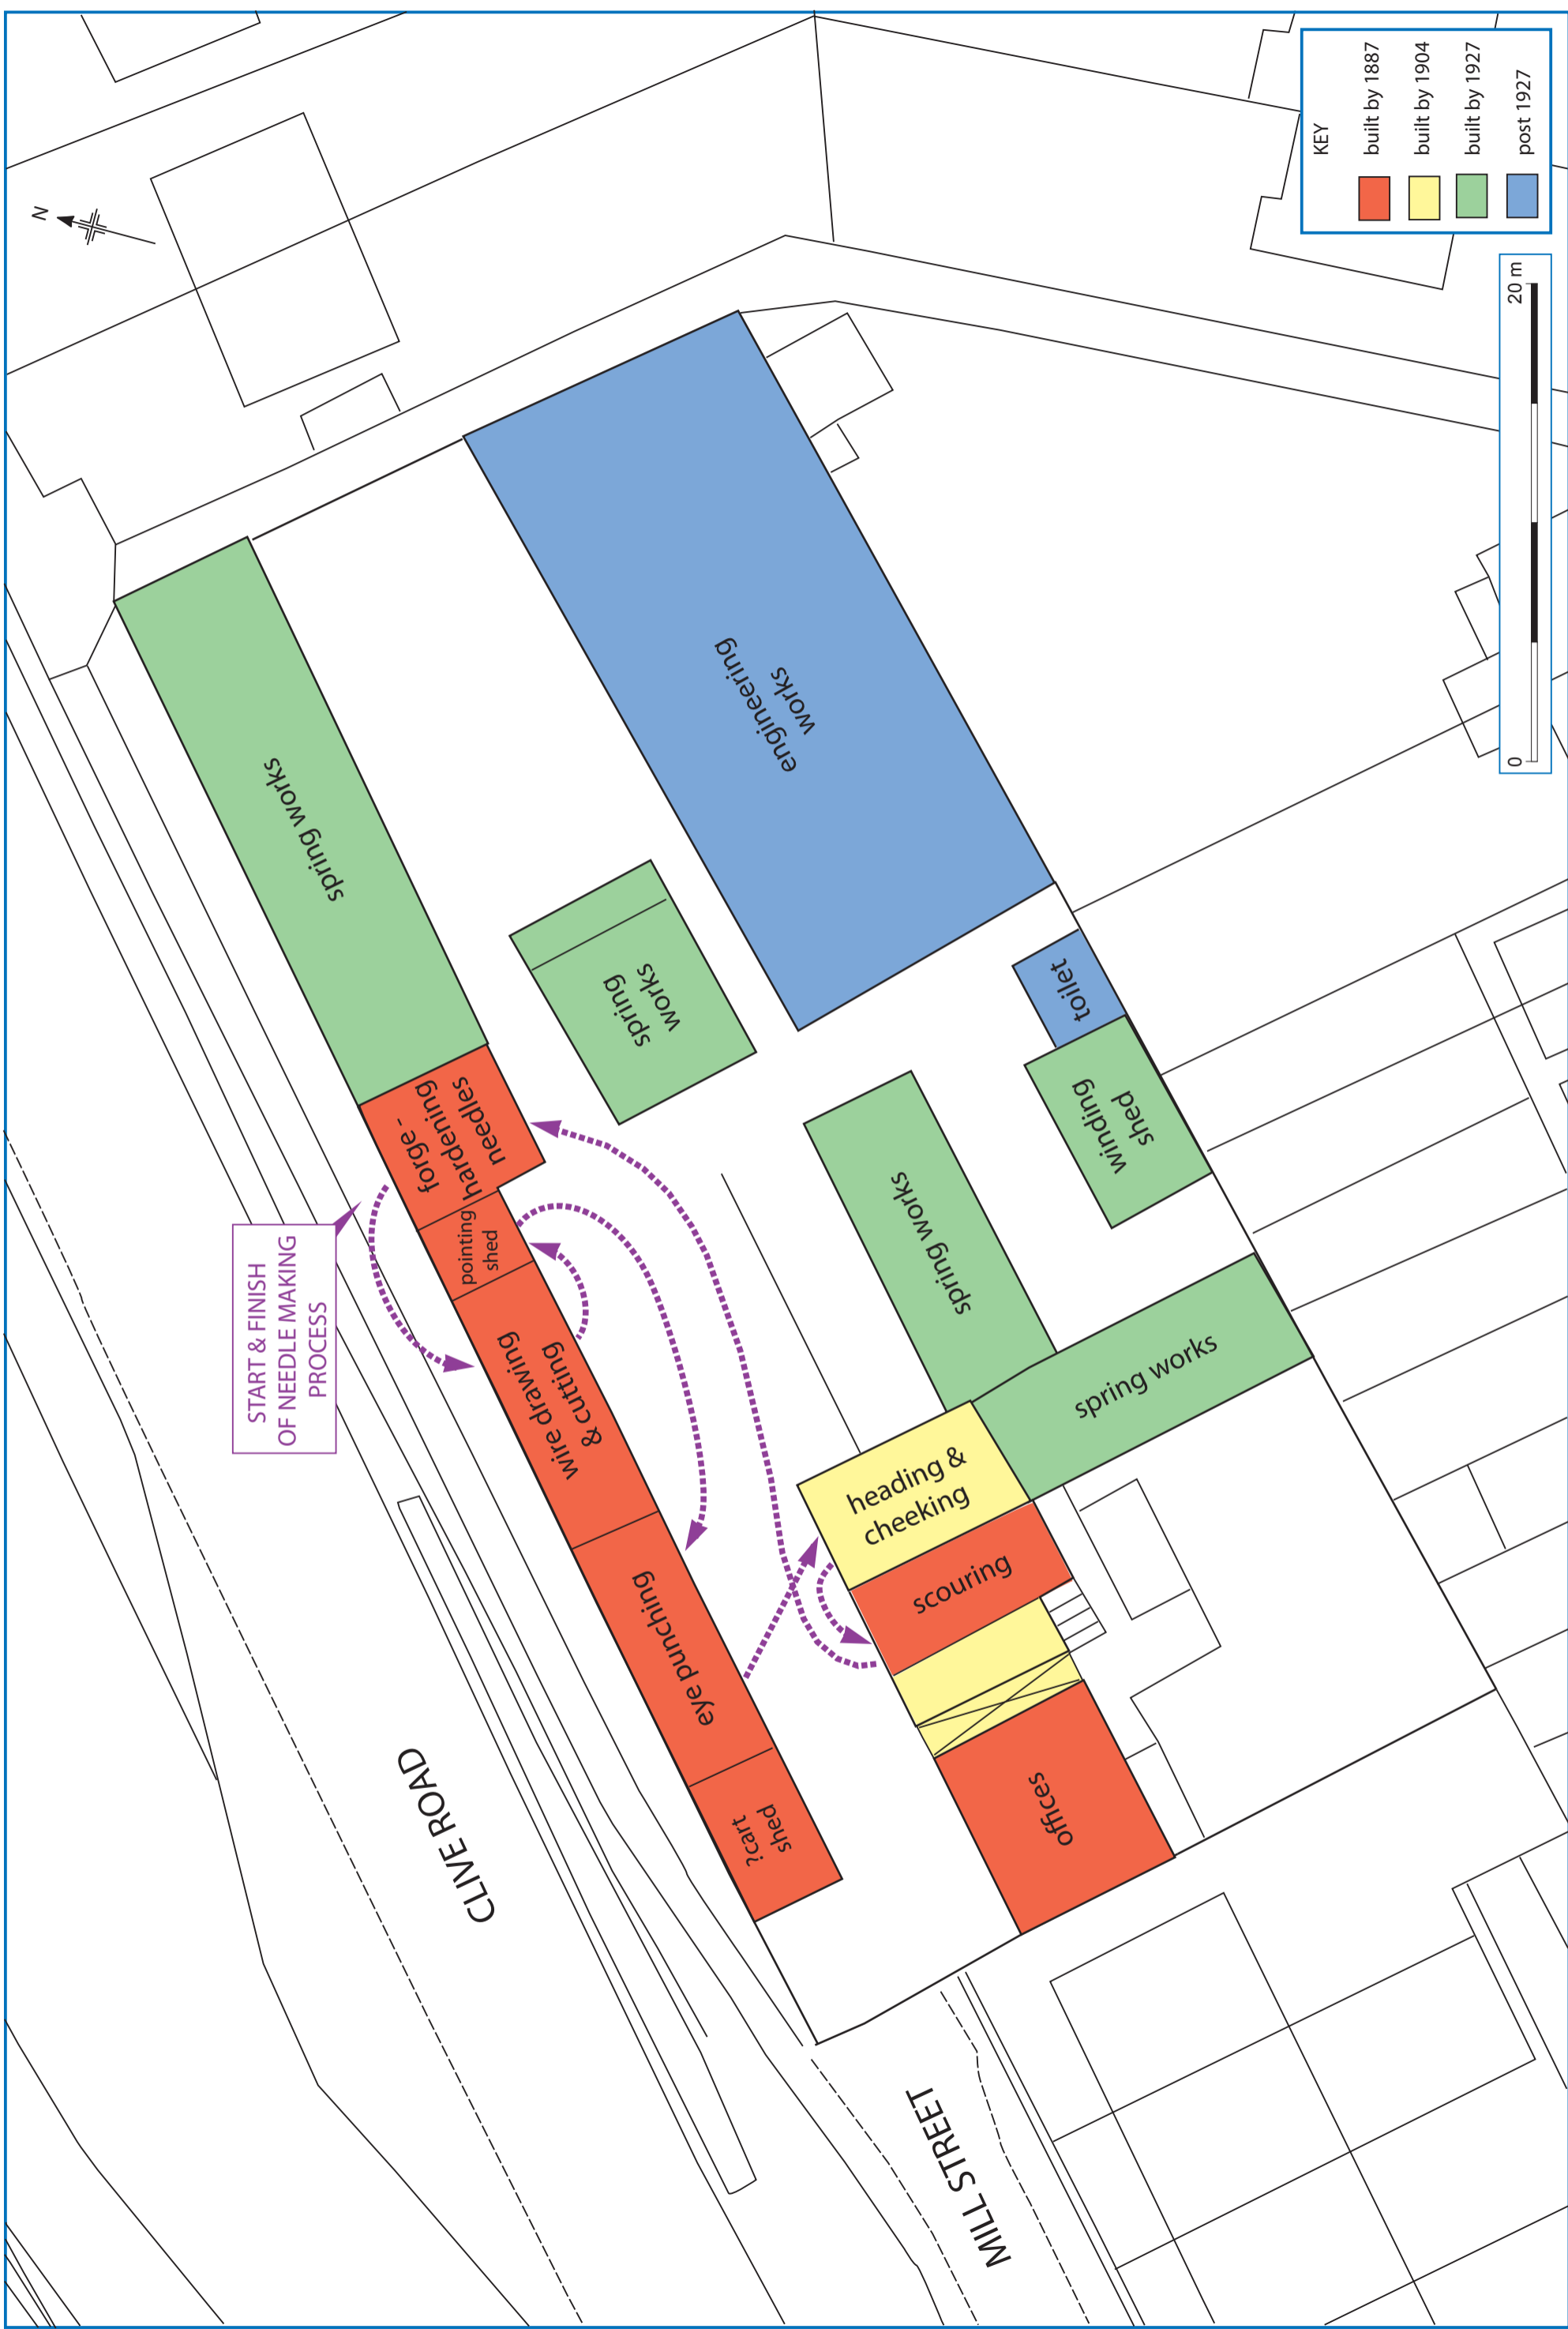 N
KEY
built by 1887
built by 1904
built by 1927
post 1927
0
20 m
START & FINISH
OF NEEDLE MAKING
PROCESS
CLIVE ROAD
MILL STREET
spring works
forge -
hardening
needles
pointing
shed
wire drawing
& cutting
eye punching
?cart
shed
spring
works
engineering
works
toilet
winding
shed
spring works
spring works
heading &
cheeking
scouring
offices